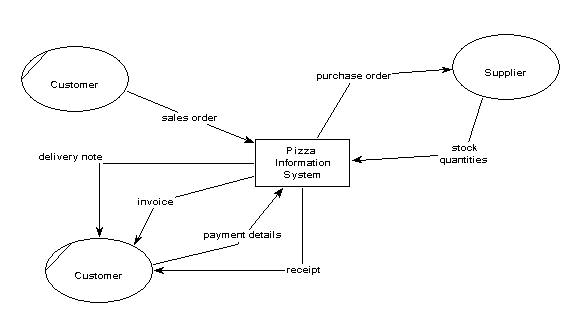 Customer
purchase order
Supplier
sales order
Pizza
Information
System
stock
quantities
delivery note
invoice
payment details
Customer
receipt